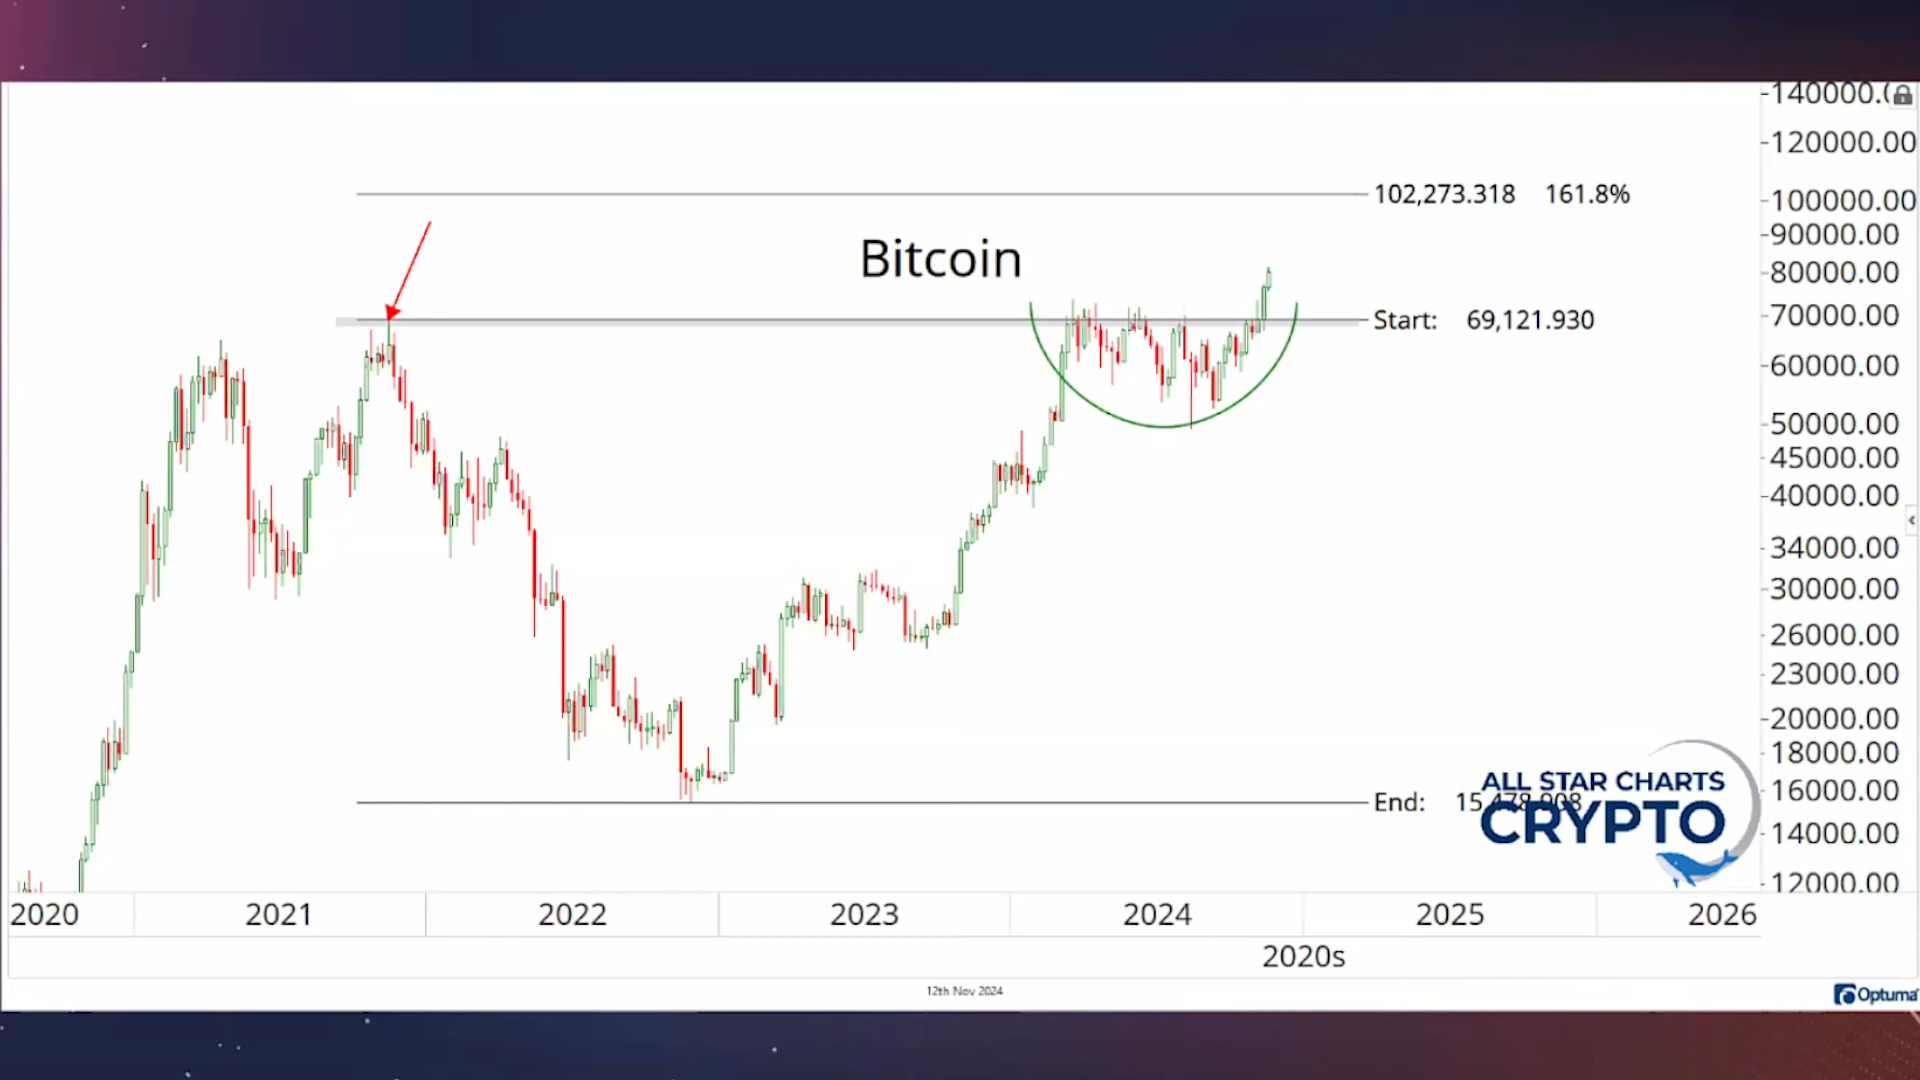 140000.
120000.00
102,273.318 161.8%
100000.00
90000.00
Bitcoin
80000.00
70000.00
Start: 69,121.930
60000.00
50000.00
45000.00
40000.00
34000.00
30000.00
26000.00
23000.00
20000.00
18000.00
ALL STAR CHARTS
16000.00
End: 15,478.908
CRYPTO
14000.00
12000.00
2020 2021 2022 2023 2024 2025 2026
2020s
12th Nov 2024
Optuma